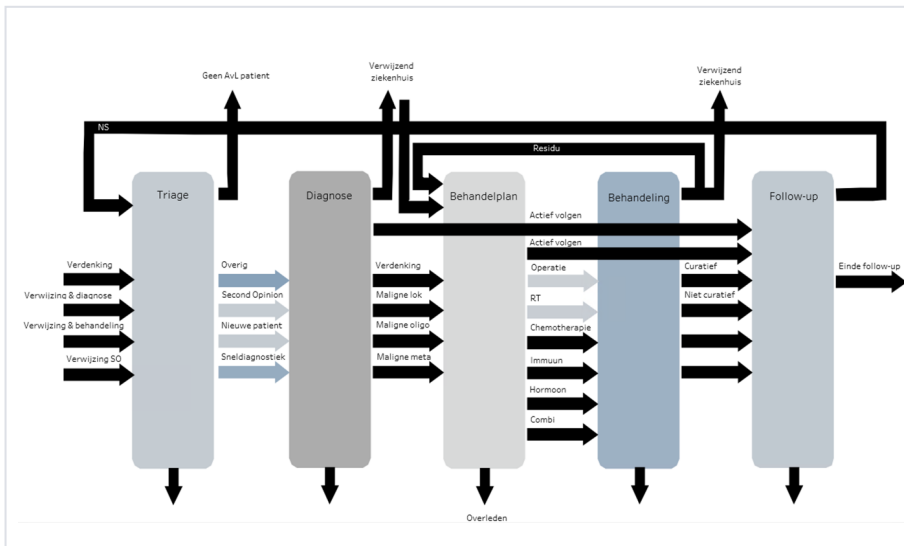 Geen AvL patient
Verwijzend
ziekenhuis
Verwijzend
ziekenhuis
NS
Residu
Triage
Diagnose
Behandelplan
Behandeling
Follow-up
Actief volgen
Actief volgen
Verdenking
Verwijzing & diagnose
Verwijzing & behandeling
Verwijzing SO
Overig
Second Opinion
Nieuwe patient
Sneldiagnostiek
Verdenking
Maligne lok
Maligne oligo
Maligne meta
Operatie
RT
Chemotherapie
Immuun
Hormoon
Combi
Curatief
Niet curatief
Einde follow-up
Overleden